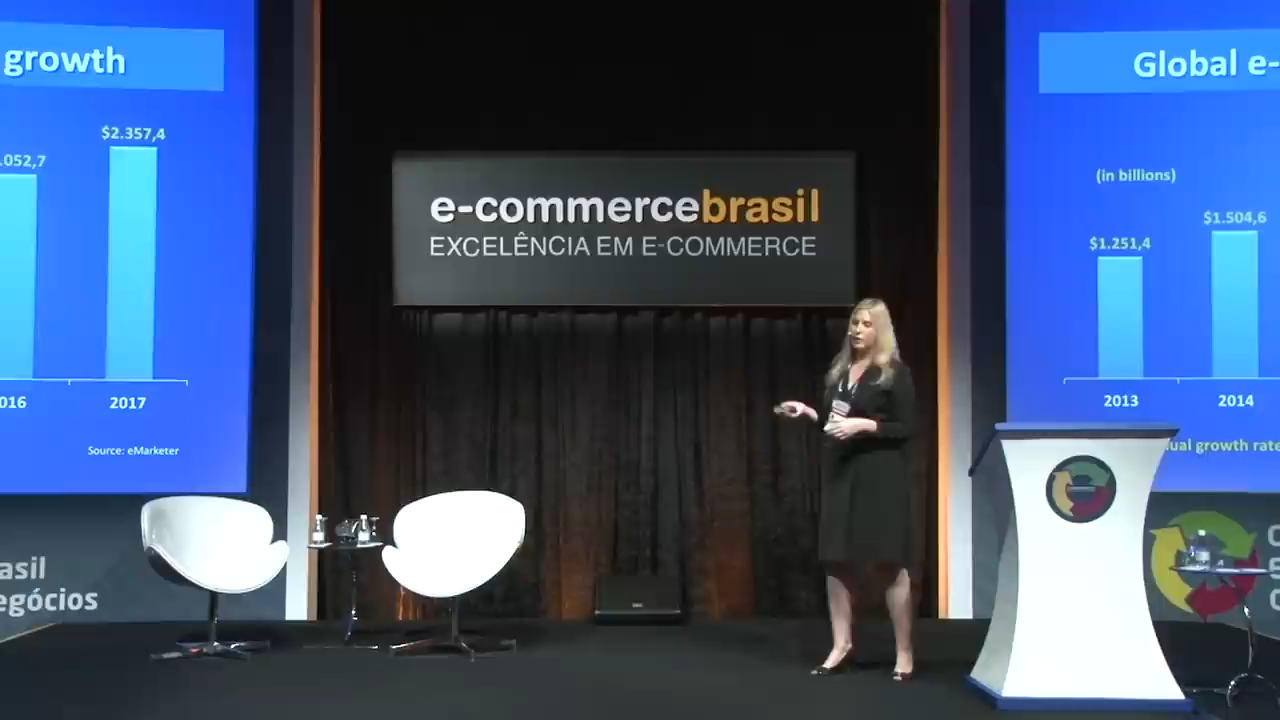 growth
$2.357,4
.052,7
016
2017
Source: eMarketer
asil
egócios
e-commercebrasil
EXCELÊNCIA EM E-COMMERCE
Global e-
(in billions)
$1.504,6
$1.251,4
2013
2014
ual growth rate